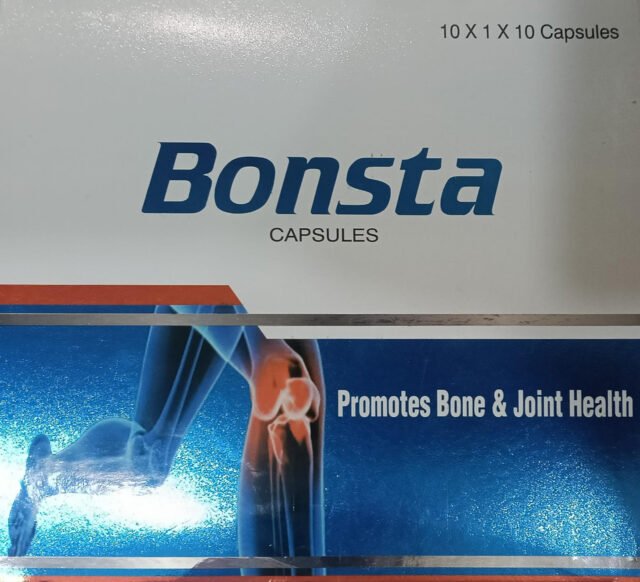 10 X 1 X 10 Capsules
Bonsta
CAPSULES
Promotes Bone & Joint Health